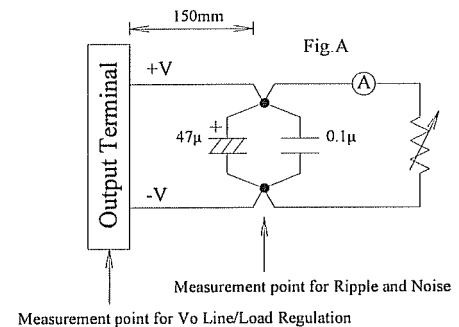 150mm
Fig.A
+V
A
Output Terminal
+
47µ
0.1µ
-V
Measurement point for Ripple and Noise
Measurement point for Vo Line/Load Regulation